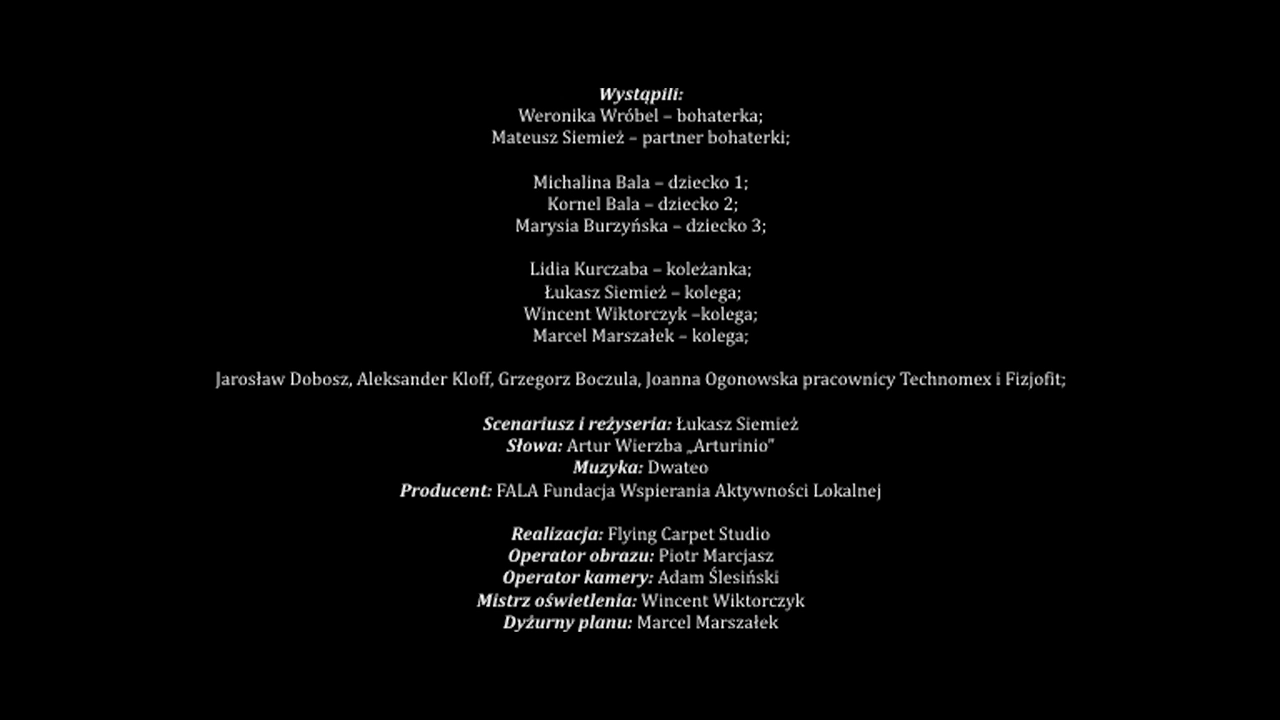 Wystąpili:
Weronika Wróbel – bohaterka;
Mateusz Siemież – partner bohaterki;
Michalina Bala – dziecko 1;
Kornel Bala – dziecko 2;
Marysia Burzyńska – dziecko 3;
Lidia Kurczaba – koleżanka;
Łukasz Siemież – kolega;
Wincent Wiktorczyk –kolega;
Marcel Marszałek – kolega;
Jarosław Dobosz, Aleksander Kloff, Grzegorz Boczula, Joanna Ogonowska pracownicy Technomex i Fizjofit;
Scenariusz i reżyseria: Łukasz Siemież
Słowa: Artur Wierzba „Arturinio”
Muzyka: Dwateo
Producent: FALA Fundacja Wspierania Aktywności Lokalnej
Realizacja: Flying Carpet Studio
Operator obrazu: Piotr Marcjasz
Operator kamery: Adam Ślesiński
Mistrz oświetlenia: Wincent Wiktorczyk
Dyżurny planu: Marcel Marszałek